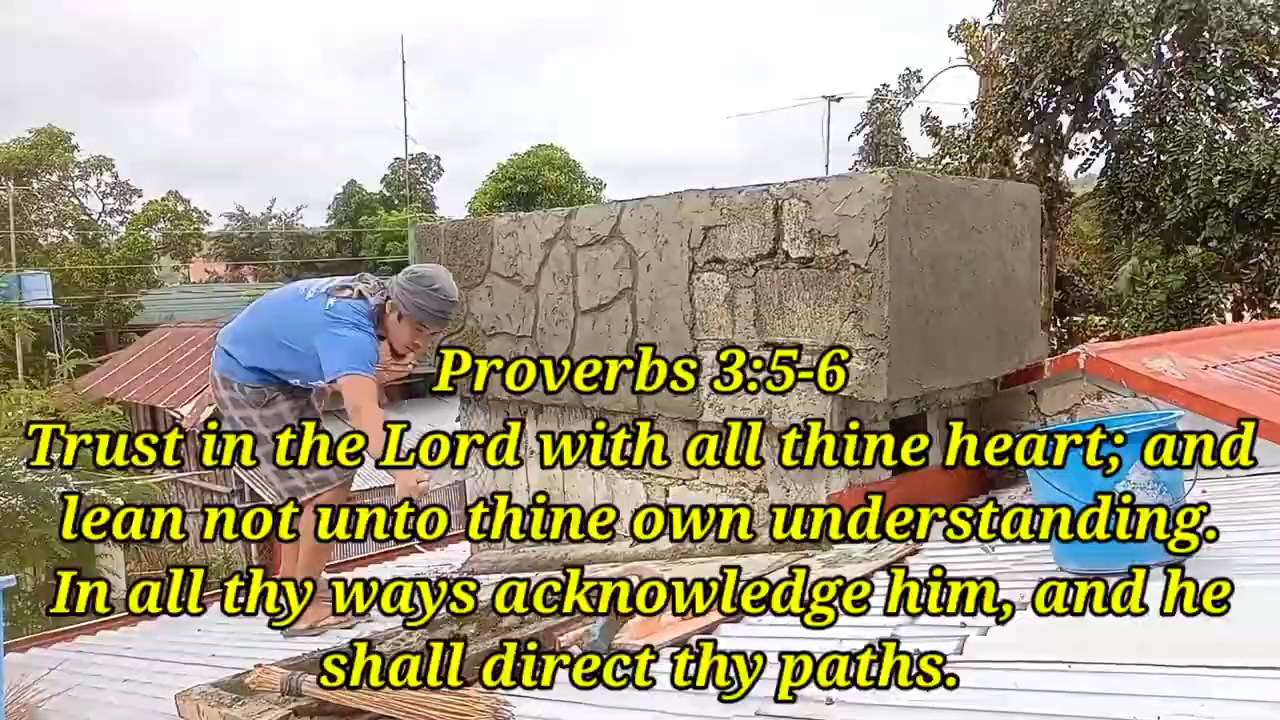 Proverbs 3:5-6
Trust in the Lord with all thine heart; and
lean not unto thine own understanding.
In all thy ways acknowledge him, and he
shall direct thy paths.